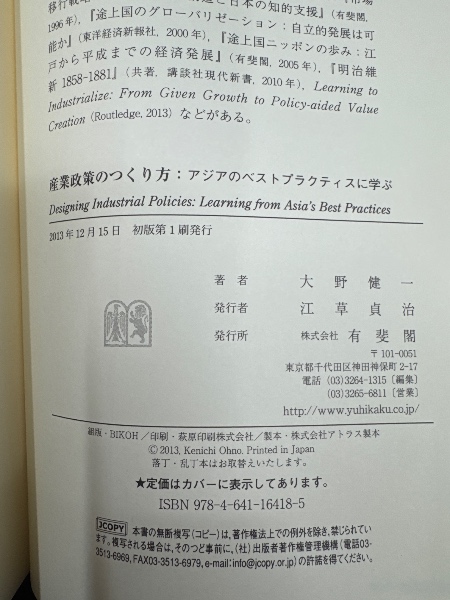 移行戦略と日本の知的支援』(有斐閣,
1996年),『途上国のグローバリゼーション：自立的発展は可
能か』(東洋経済新報社, 2000年),『途上国ニッポンの歩み：江
戸から平成までの経済発展』(有斐閣, 2005年),『明治維
新 1858-1881』(共著, 講談社現代新書, 2010年), Learning to
Industrialize: From Given Growth to Policy-aided Value
Creation (Routledge, 2013) などがある。
産業政策のつくり方：アジアのベストプラクティスに学ぶ
Designing Industrial Policies: Learning from Asia's Best Practices
2013年12月15日 初版第1刷発行
著者 大野健一
発行者 江草貞治
発行所 株式会社 有斐閣
〒101-0051
東京都千代田区神田神保町2-17
電話 (03)3264-1315〔編集〕
(03)3265-6811〔営業〕
http://www.yuhikaku.co.jp/
組版・BIKOH／印刷・萩原印刷株式会社／製本・株式会社アトラス製本
© 2013, Kenichi Ohno. Printed in Japan
落丁・乱丁本はお取替えいたします。
★定価はカバーに表示してあります。
ISBN 978-4-641-16418-5
JCOPY 本書の無断複写(コピー)は、著作権法上での例外を除き、禁じられてい
ます。複写される場合は、そのつど事前に、(社)出版者著作権管理機構(電話03-
3513-6969, FAX03-3513-6979, e-mail:info@jcopy.or.jp)の許諾を得てください。